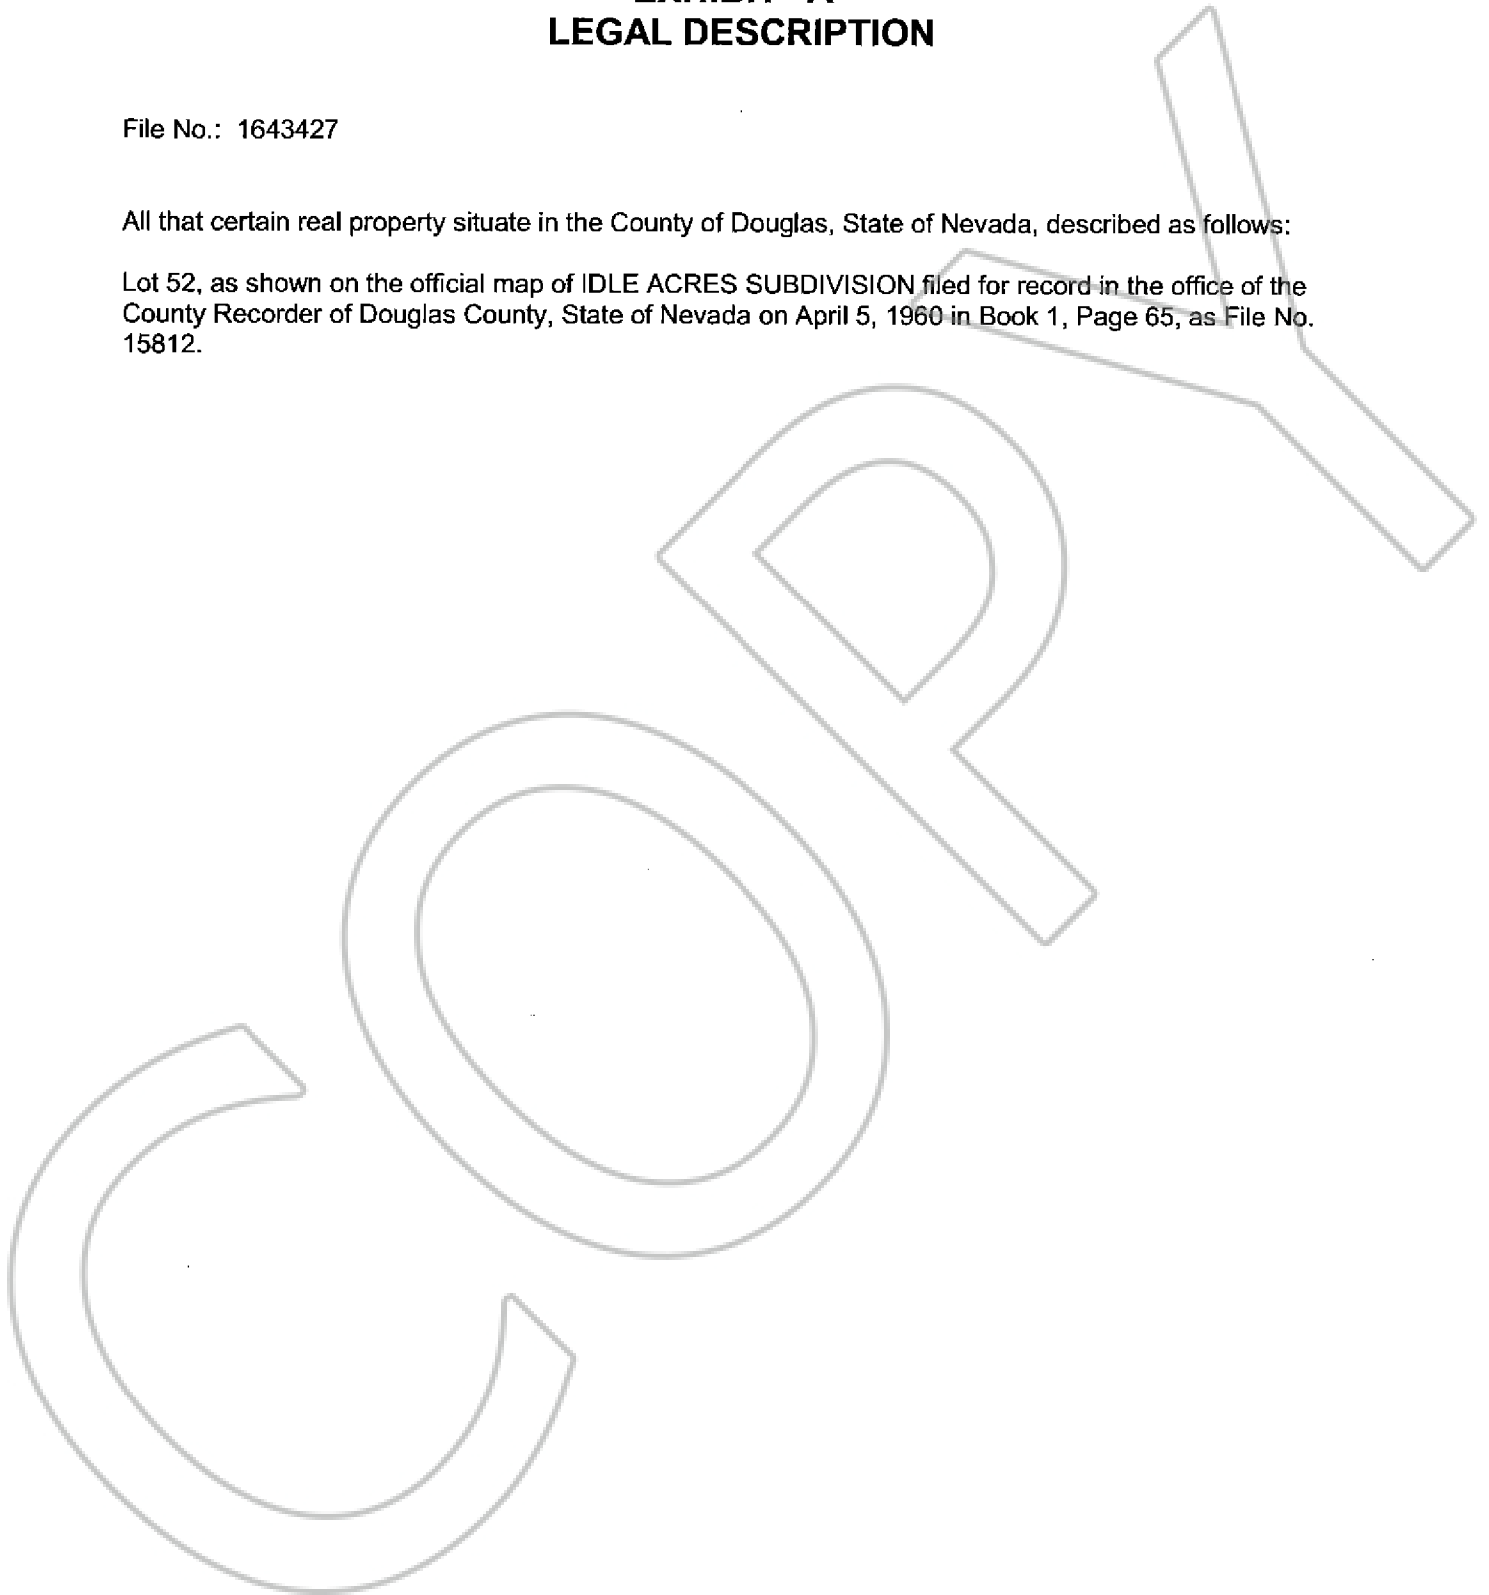 LEGAL DESCRIPTION
File No.: 1643427
All that certain real property situate in the County of Douglas, State of Nevada, described as follows:
Lot 52, as shown on the official map of IDLE ACRES SUBDIVISION filed for record in the office of the
County Recorder of Douglas County, State of Nevada on April 5, 1960 in Book 1, Page 65, as File No.
15812.
COPY